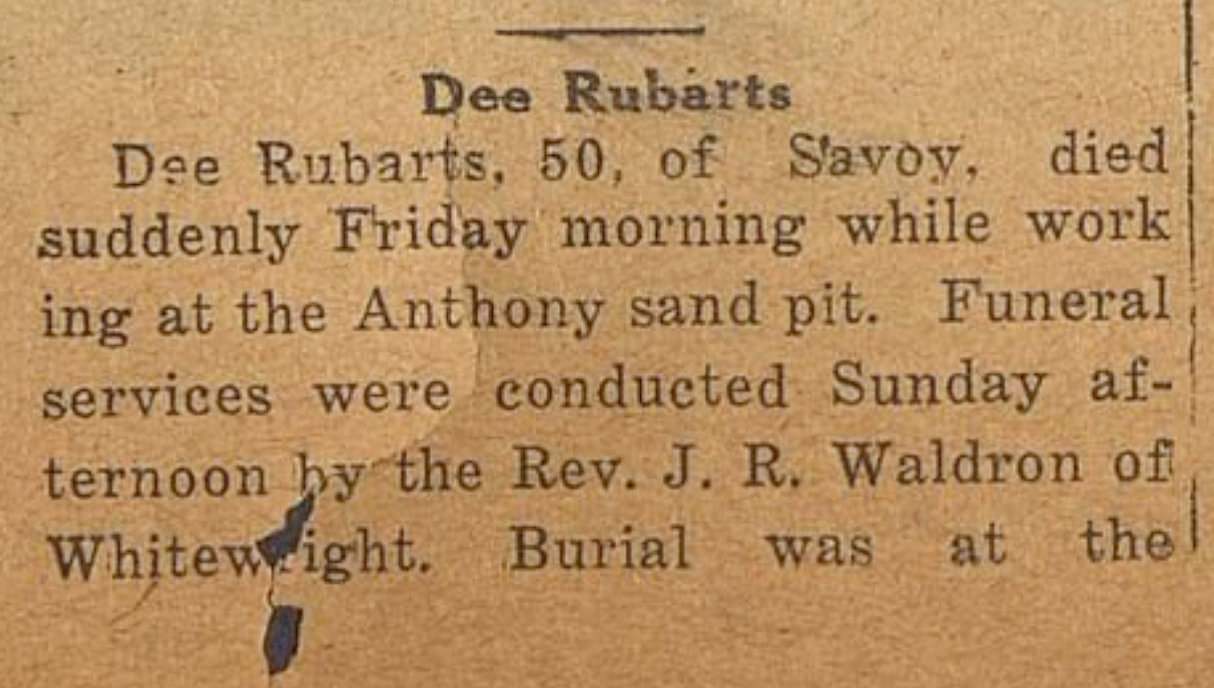 Dee Rubarts
Dee Rubarts, 50, of Savoy, died
suddenly Friday morning while work
ing at the Anthony sand pit. Funeral
services were conducted Sunday af-
ternoon by the Rev. J. R. Waldron of
Whitewright. Burial was at the